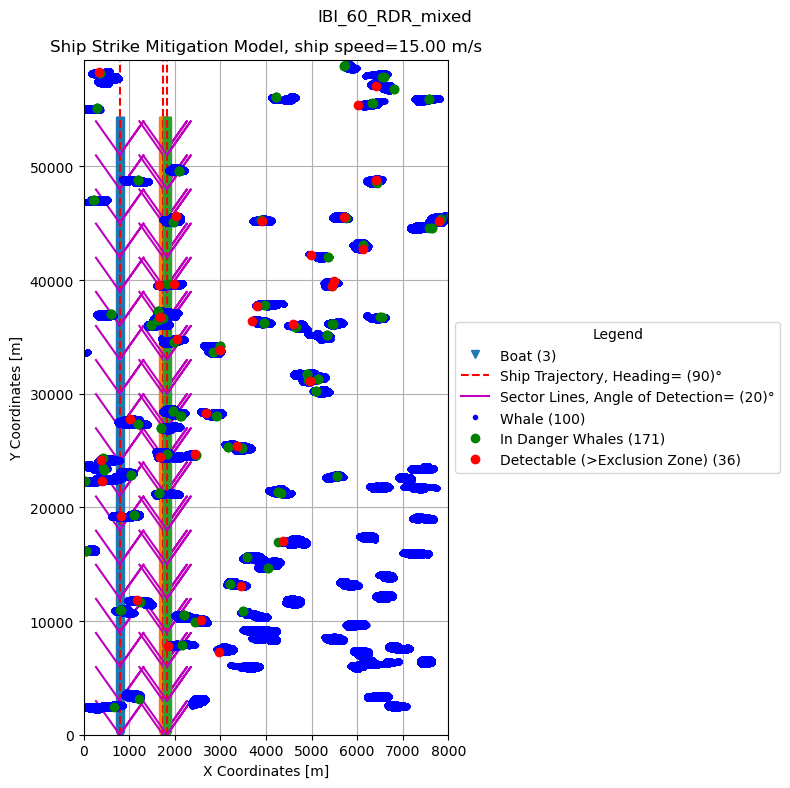 IBI_60_RDR_mixed
Ship Strike Mitigation Model, ship speed=15.00 m/s
50000
40000
30000
20000
10000
0
Y Coordinates [m]
0 1000 2000 3000 4000 5000 6000 7000 8000
X Coordinates [m]
Legend
Boat (3)
Ship Trajectory, Heading= (90)°
Sector Lines, Angle of Detection= (20)°
Whale (100)
In Danger Whales (171)
Detectable (>Exclusion Zone) (36)